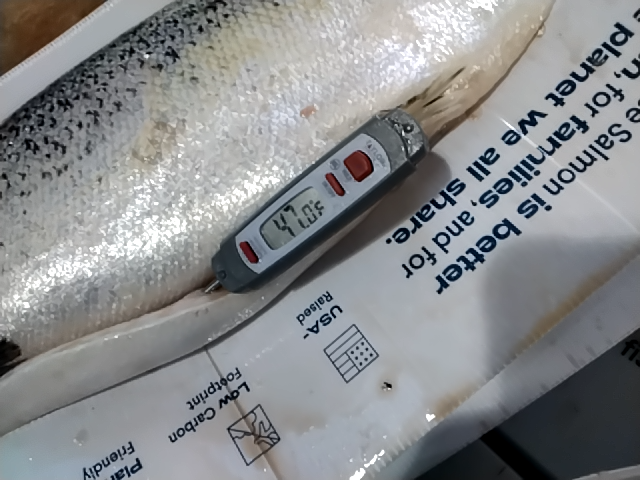 e Salmon is better
n, for families, and for
planet we all share.
USA-
Raised
Low Carbon
Footprint
Friendly
TAYLOR
47.0°F